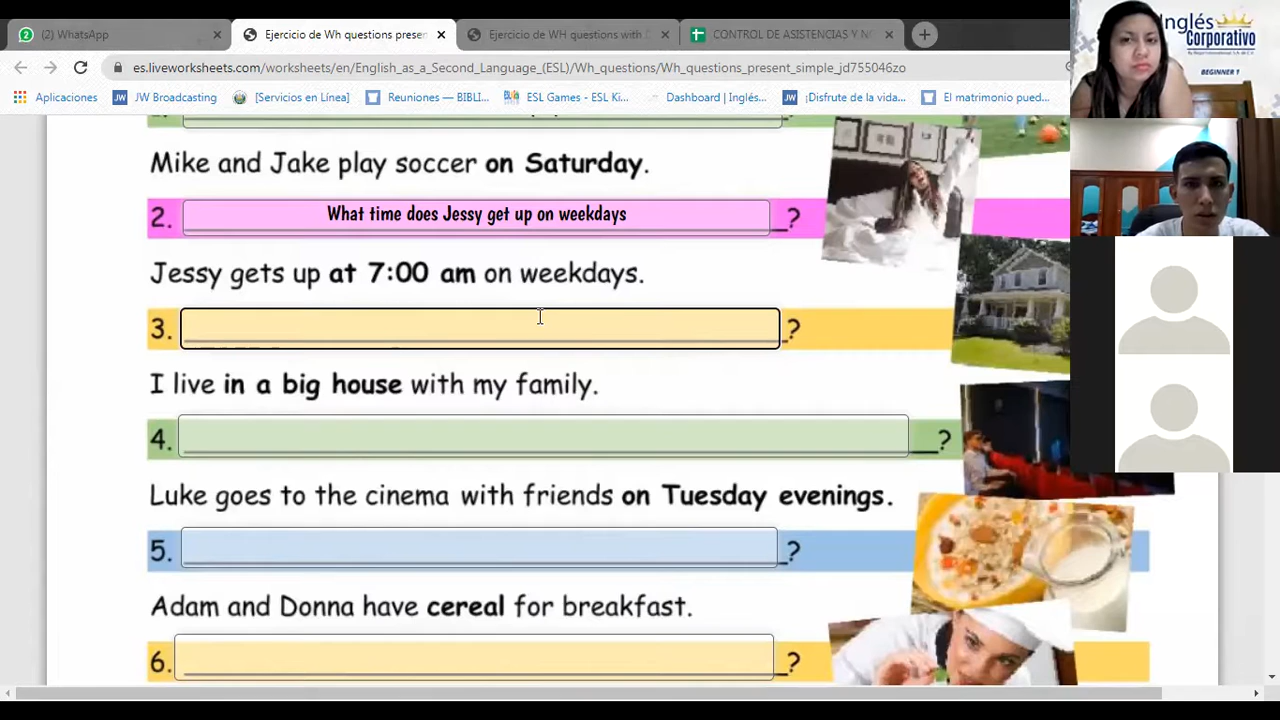 (2) WhatsApp
Ejercicio de Wh questions preser
Ejercicio de WH questions with D
CONTROL DE ASISTENCIAS Y N
es.liveworksheets.com/worksheets/en/English_as_a_Second_Language_(ESL)/Wh_questions/Wh_questions_present_simple_jd755046zo
Aplicaciones
JW Broadcasting
[Servicios en Línea]
Reuniones — BIBLI...
ESL Games - ESL Ki...
Dashboard | Inglés...
¡Disfrute de la vida...
El matrimonio pued...
Inglés
Corporativo
BEGINNER 1
Mike and Jake play soccer on Saturday.
2. What time does Jessy get up on weekdays ?
Jessy gets up at 7:00 am on weekdays.
3. ?
I live in a big house with my family.
4. ?
Luke goes to the cinema with friends on Tuesday evenings.
5. ?
Adam and Donna have cereal for breakfast.
6. ?